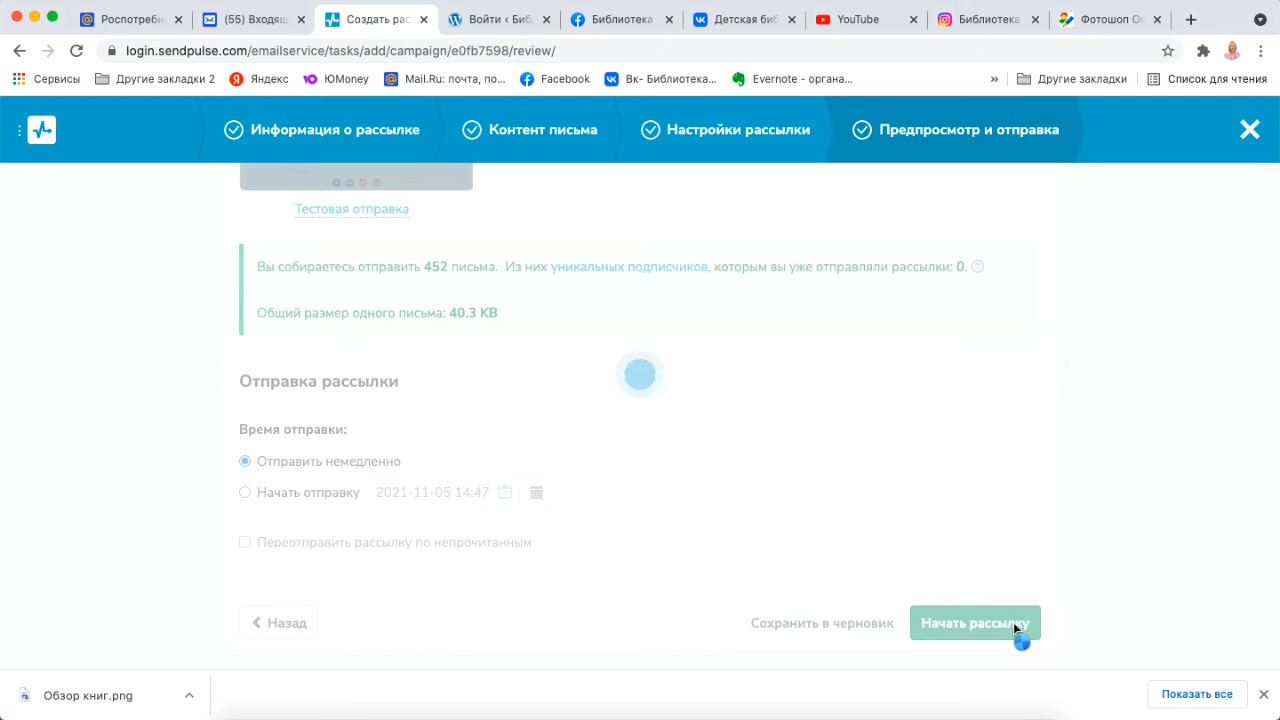 Роспотребн
(55) Входящ
Создать рас
Войти ‹ Биб
Библиотека
Детская биб
YouTube
Библиотека
Фотошоп Он
login.sendpulse.com/emailservice/tasks/add/campaign/e0fb7598/review/
Сервисы
Другие закладки 2
Яндекс
ЮMoney
Mail.Ru: почта, по...
Facebook
Вк- Библиотека...
Evernote - органа...
»
Другие закладки
Список для чтения
Информация о рассылке
Контент письма
Настройки рассылки
Предпросмотр и отправка
Тестовая отправка
Вы собираетесь отправить 452 письма. Из них уникальных подписчиков, которым вы уже отправляли рассылки: 0. ?
Общий размер одного письма: 40.3 KB
Отправка рассылки
Время отправки:
Отправить немедленно
Начать отправку 2021-11-05 14:47
Переотправить рассылку по непрочитанным
Назад
Сохранить в черновик
Начать рассылку
Обзор книг.png
Показать все